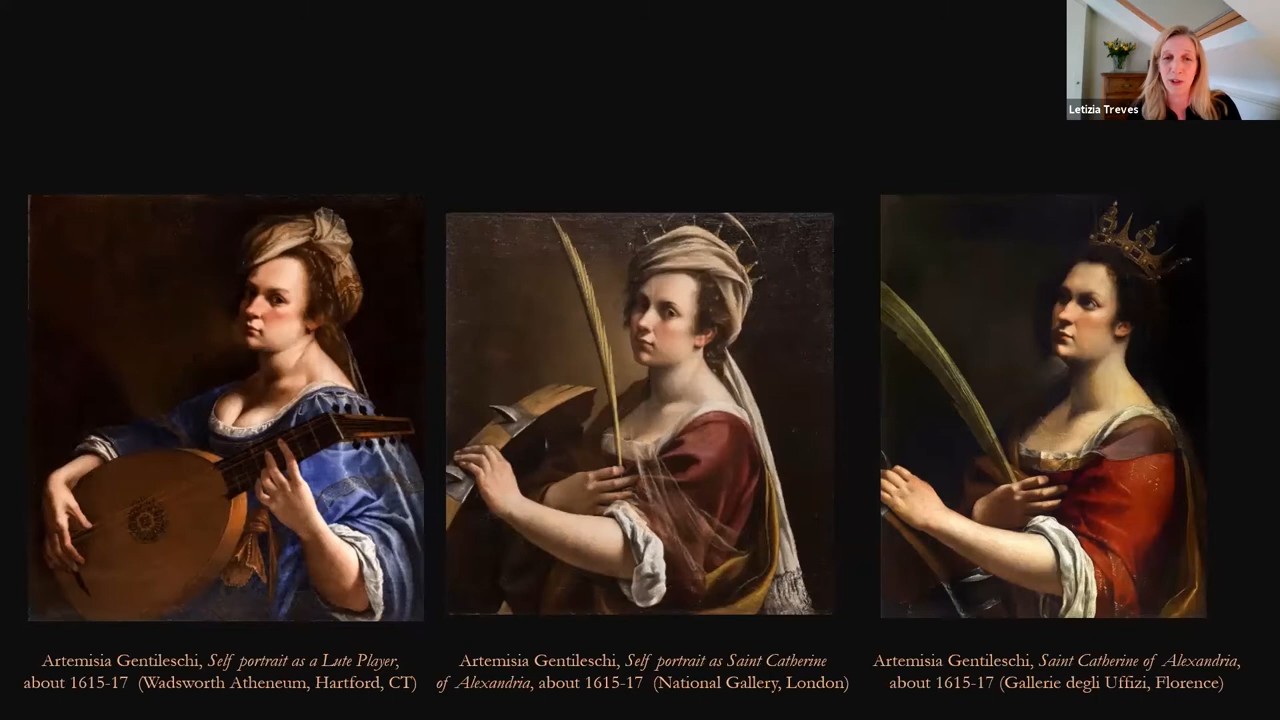 Letizia Treves
Artemisia Gentileschi, Self portrait as a Lute Player,
about 1615-17 (Wadsworth Atheneum, Hartford, CT)
Artemisia Gentileschi, Self portrait as Saint Catherine
of Alexandria, about 1615-17 (National Gallery, London)
Artemisia Gentileschi, Saint Catherine of Alexandria,
about 1615-17 (Gallerie degli Uffizi, Florence)